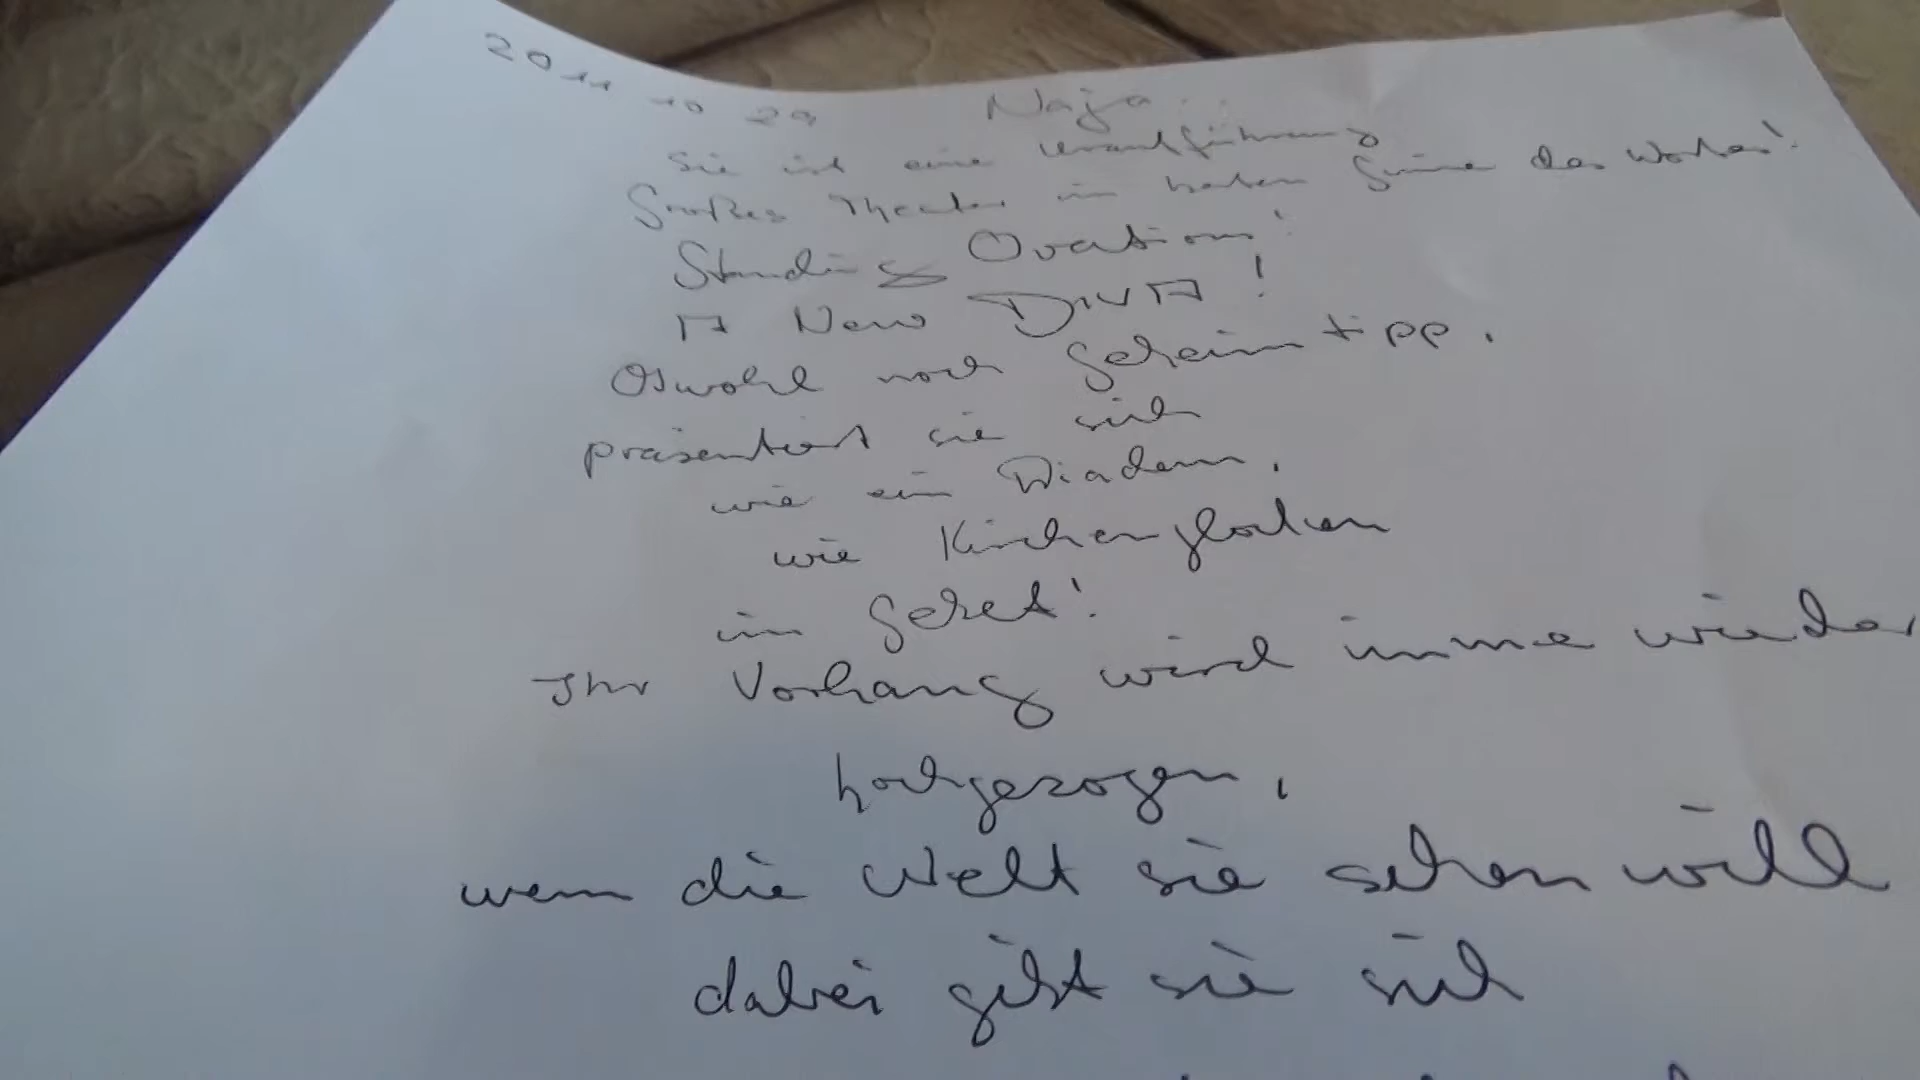 2011 10 29 Naja..
Sie ist eine Uraufführung
Großes Theater im besten Sinne des Wortes!
Standing Ovations!
A New DIVA!
Obwohl noch Geheimtipp.
präsentiert sie sich
wie ein Diadem,
wie Kirchenglocken
im Gebet!
Ihr Vorhang wird immer wieder
hochgezogen,
wenn die Welt sie sehen will
dabei gibt sie sich